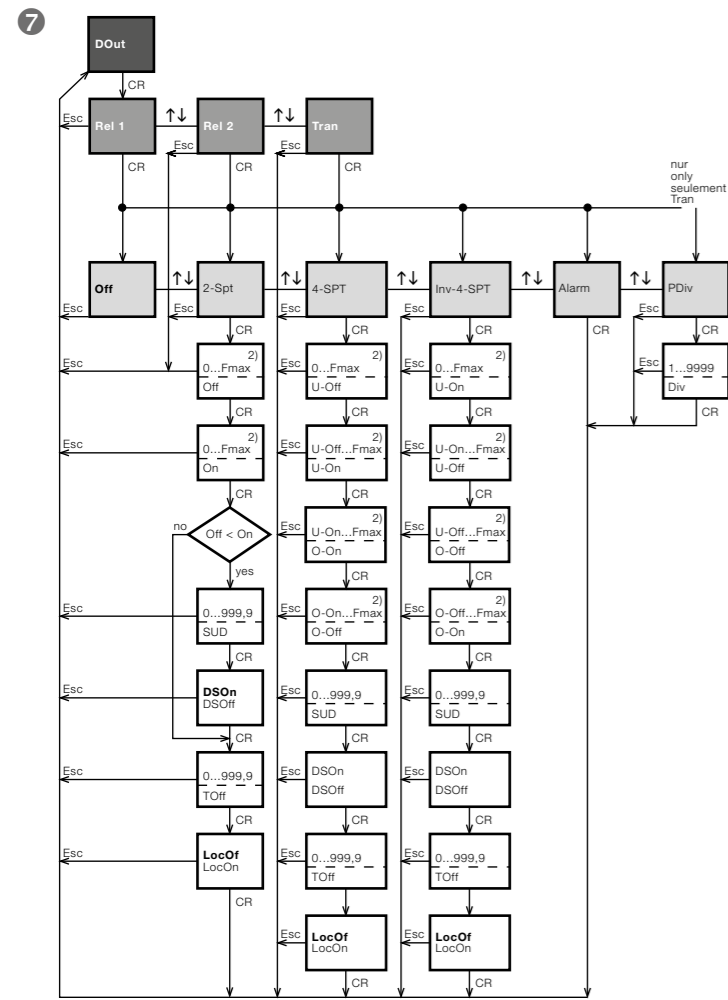 7
DOut
CR
Esc
Rel 1
↑↓
Rel 2
↑↓
Tran
Esc
Esc
CR
CR
CR
nur
only
seulement
Tran
Off
↑↓
2-Spt
↑↓
4-SPT
↑↓
Inv-4-SPT
↑↓
Alarm
↑↓
PDiv
Esc
Esc
Esc
Esc
Esc
CR
CR
CR
CR
CR
Esc
2)
0...Fmax
Off
Esc
2)
0...Fmax
U-Off
Esc
2)
0...Fmax
U-On
Esc
1...9999
Div
CR
CR
CR
CR
Esc
2)
0...Fmax
On
Esc
2)
U-Off...Fmax
U-On
Esc
2)
U-On...Fmax
U-Off
CR
CR
CR
no
Off < On
yes
Esc
2)
U-On...Fmax
O-On
Esc
2)
U-Off...Fmax
O-Off
CR
CR
Esc
0...999,9
SUD
Esc
2)
O-On...Fmax
O-Off
Esc
2)
O-Off...Fmax
O-On
CR
CR
CR
Esc
DSOn
DSOff
Esc
0...999,9
SUD
Esc
0...999,9
SUD
CR
CR
CR
Esc
0...999,9
TOff
Esc
DSOn
DSOff
Esc
DSOn
DSOff
CR
CR
CR
Esc
LocOf
LocOn
Esc
0...999,9
TOff
Esc
0...999,9
TOff
CR
Esc
LocOf
LocOn
Esc
LocOf
LocOn
CR
CR